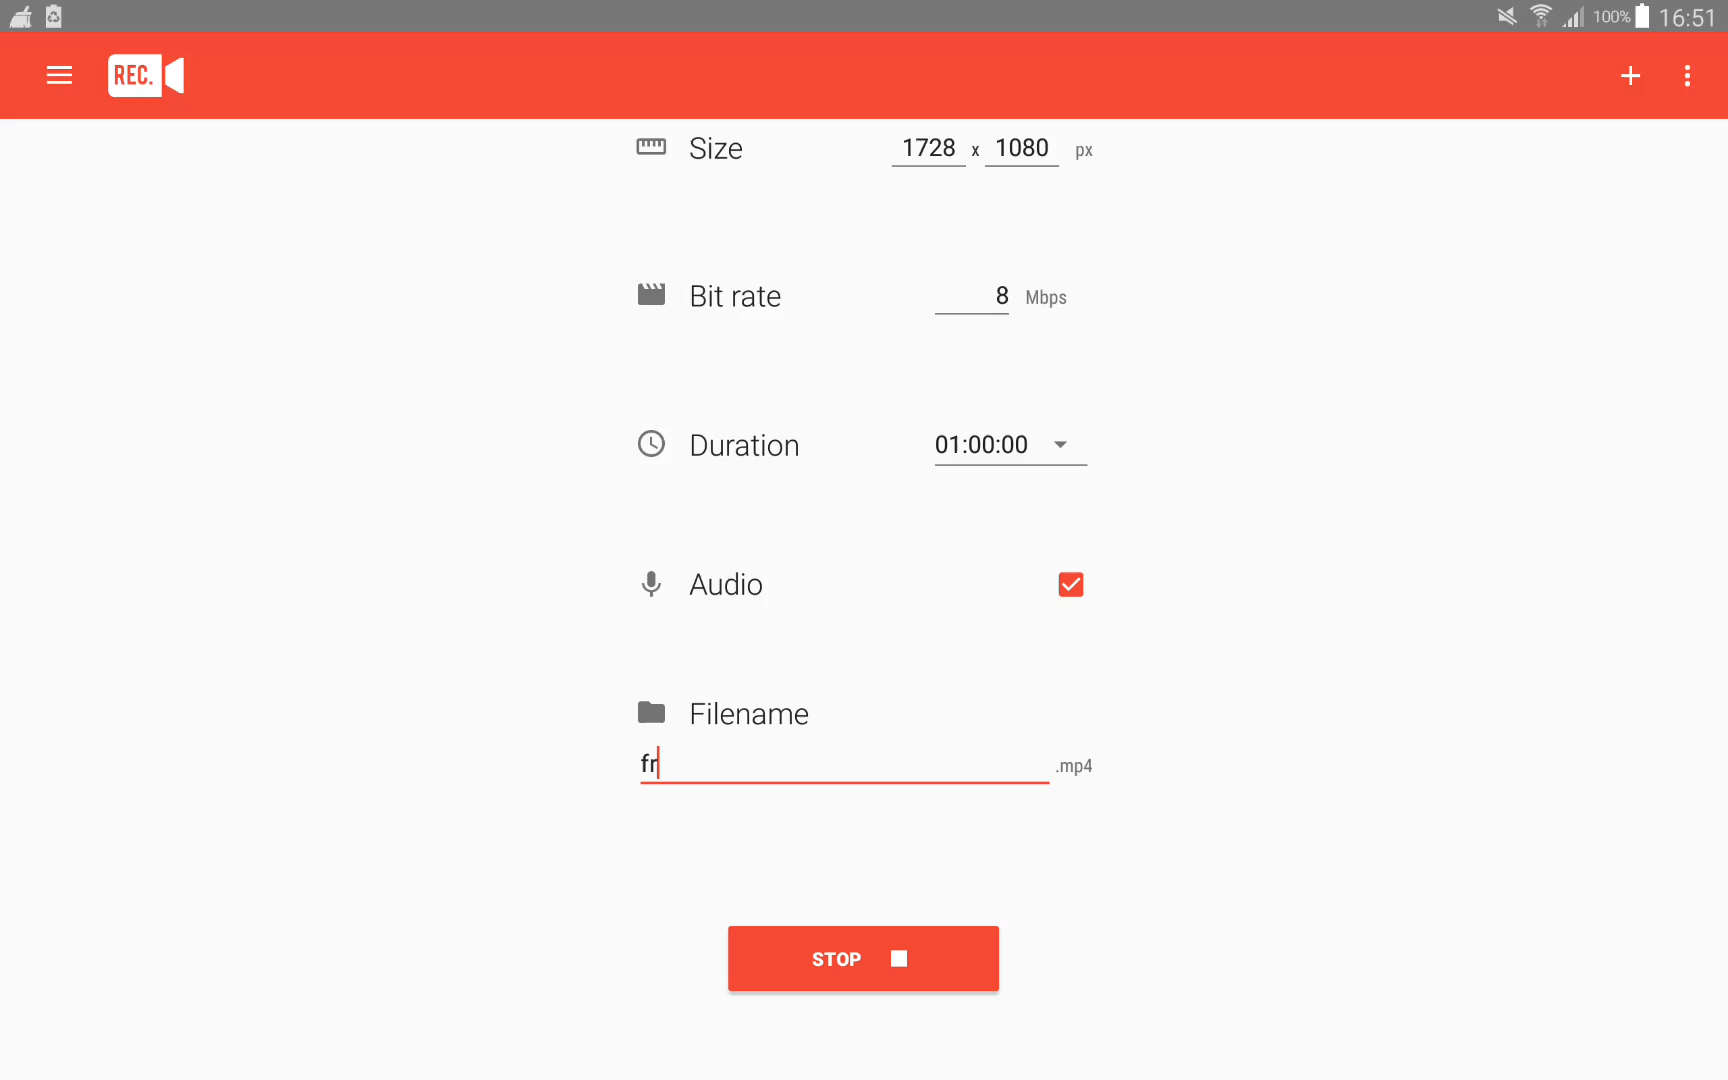 100% 16:51
REC.
Size 1728 x 1080 px
Bit rate 8 Mbps
Duration 01:00:00
Audio
Filename
fr .mp4
STOP